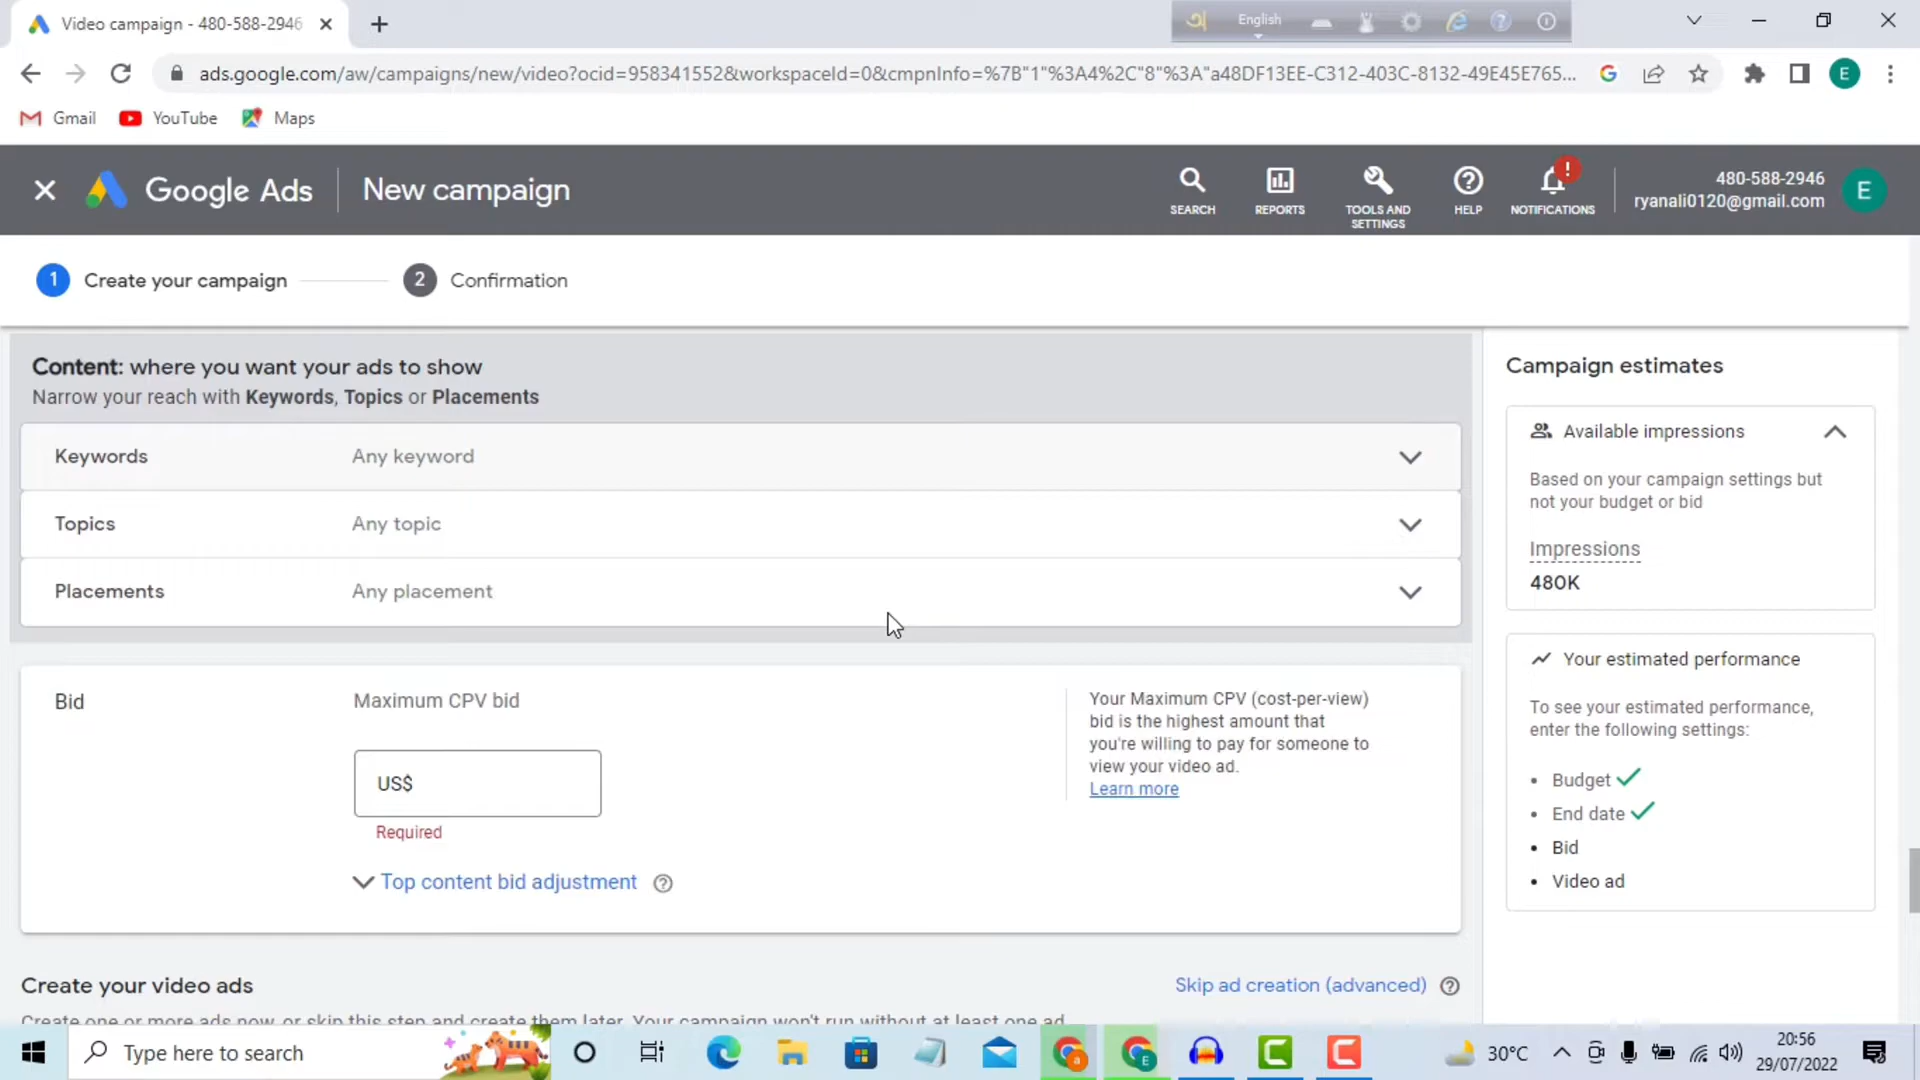 Video campaign - 480-588-2946
English
ads.google.com/aw/campaigns/new/video?ocid=958341552&workspaceId=0&cmpnInfo=%7B"1"%3A4%2C"8"%3A"a48DF13EE-C312-403C-8132-49E45E765...
E
Gmail
YouTube
Maps
Google Ads
New campaign
SEARCH
REPORTS
TOOLS AND
SETTINGS
HELP
NOTIFICATIONS
480-588-2946
ryanali0120@gmail.com
E
1 Create your campaign
2 Confirmation
Content: where you want your ads to show
Narrow your reach with Keywords, Topics or Placements
Keywords Any keyword
Topics Any topic
Placements Any placement
Bid
Maximum CPV bid
US$
Required
Top content bid adjustment
Your Maximum CPV (cost-per-view)
bid is the highest amount that
you're willing to pay for someone to
view your video ad.
Learn more
Create your video ads
Skip ad creation (advanced)
Create one or more ads now, or skip this step and create them later. Your campaign won't run without at least one ad
Campaign estimates
Available impressions
Based on your campaign settings but
not your budget or bid
Impressions
480K
Your estimated performance
To see your estimated performance,
enter the following settings:
• Budget
• End date
• Bid
• Video ad
Type here to search
30°C
20:56
29/07/2022